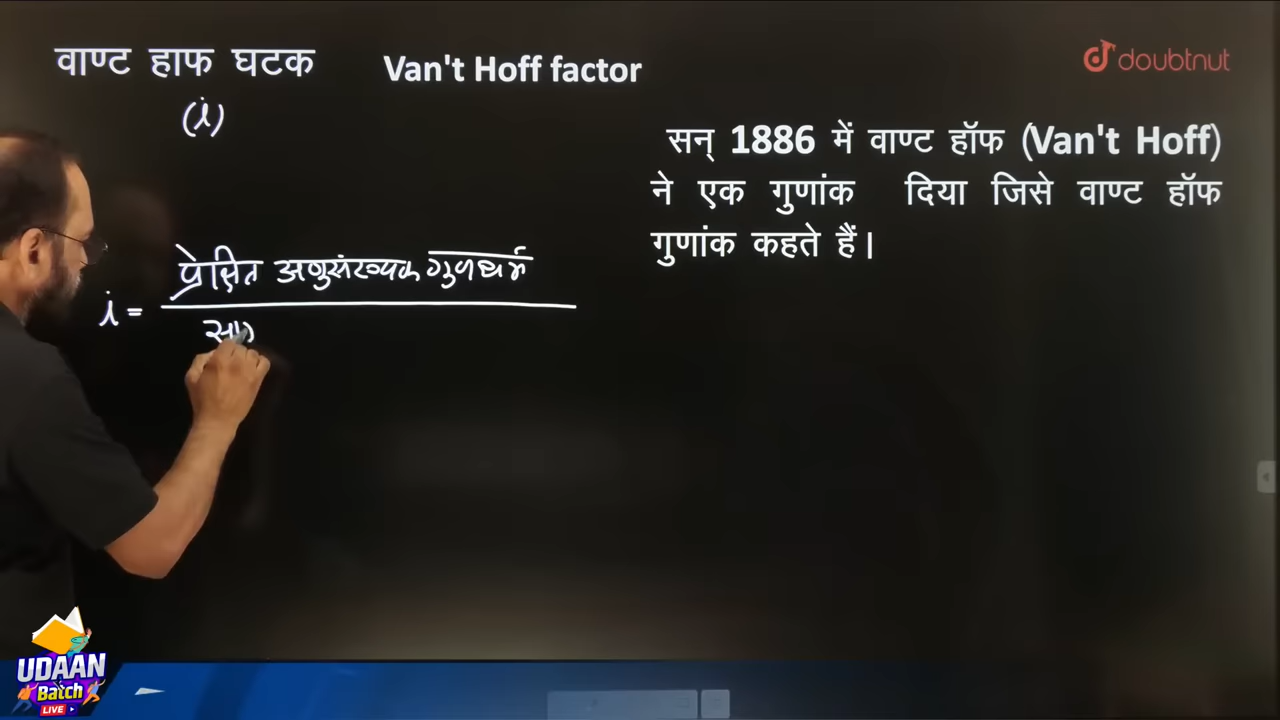 वाण्ट हाफ घटक Van't Hoff factor
doubtnut
(i)
सन् 1886 में वाण्ट हॉफ (Van't Hoff)
ने एक गुणांक दिया जिसे वाण्ट हॉफ
गुणांक कहते हैं।
प्रेक्षित अणुसंख्यक गुणधर्म
i =
सा
UDAAN
Batch
LIVE